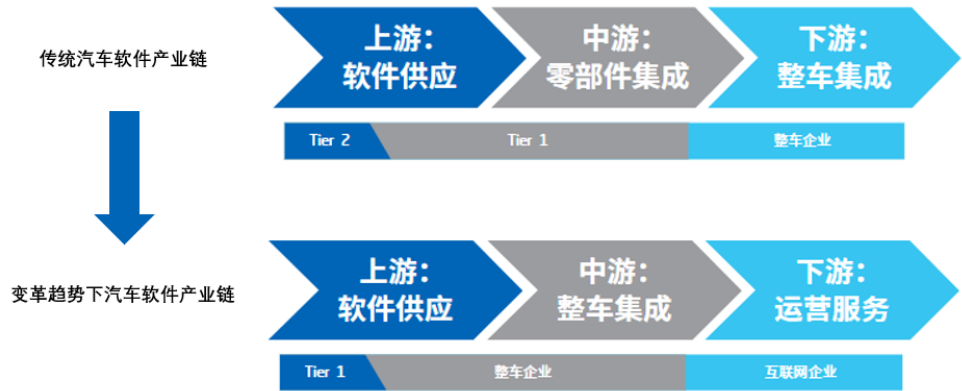 传统汽车软件产业链
上游：
软件供应
中游：
零部件集成
下游：
整车集成
Tier 2
Tier 1
整车企业
变革趋势下汽车软件产业链
上游：
软件供应
中游：
整车集成
下游：
运营服务
Tier 1
整车企业
互联网企业